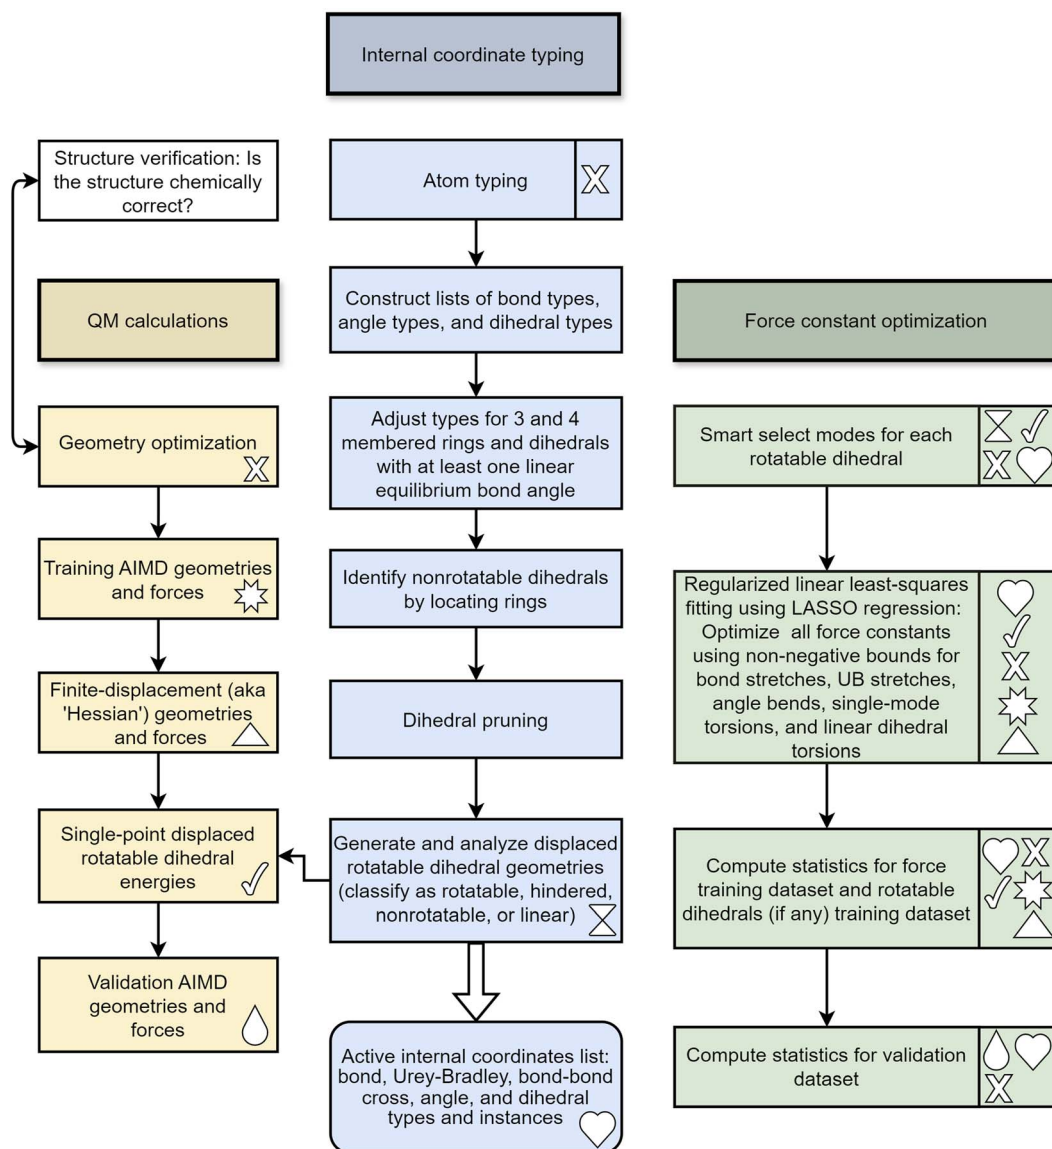 Internal coordinate typing
Structure verification: Is
the structure chemically
correct?
QM calculations
Geometry optimization
Training AIMD geometries
and forces
Finite-displacement (aka
'Hessian') geometries
and forces
Single-point displaced
rotatable dihedral
energies
Validation AIMD
geometries and
forces
Atom typing
Construct lists of bond types,
angle types, and dihedral types
Adjust types for 3 and 4
membered rings and dihedrals
with at least one linear
equilibrium bond angle
Identify nonrotatable dihedrals
by locating rings
Dihedral pruning
Generate and analyze displaced
rotatable dihedral geometries
(classify as rotatable, hindered,
nonrotatable, or linear)
Active internal coordinates list:
bond, Urey-Bradley, bond-bond
cross, angle, and dihedral
types and instances
Force constant optimization
Smart select modes for each
rotatable dihedral
Regularized linear least-squares
fitting using LASSO regression:
Optimize all force constants
using non-negative bounds for
bond stretches, UB stretches,
angle bends, single-mode
torsions, and linear dihedral
torsions
Compute statistics for force
training dataset and rotatable
dihedrals (if any) training dataset
Compute statistics for validation
dataset